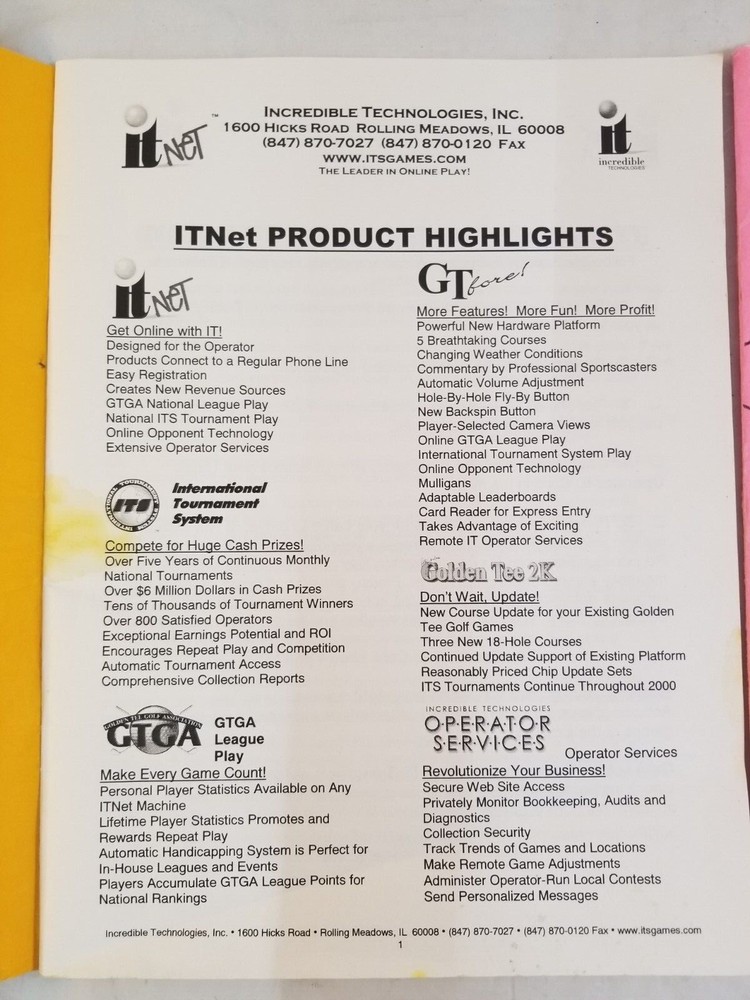 it NET ™
INCREDIBLE TECHNOLOGIES, INC.
1600 HICKS ROAD ROLLING MEADOWS, IL 60008
(847) 870-7027 (847) 870-0120 FAX
WWW.ITSGAMES.COM
THE LEADER IN ONLINE PLAY!
it
incredible
TECHNOLOGIES
ITNet PRODUCT HIGHLIGHTS
it NET
Get Online with IT!
Designed for the Operator
Products Connect to a Regular Phone Line
Easy Registration
Creates New Revenue Sources
GTGA National League Play
National ITS Tournament Play
Online Opponent Technology
Extensive Operator Services
INTERNATIONAL TOURNAMENT SYSTEM
ITS
International
Tournament
System
Compete for Huge Cash Prizes!
Over Five Years of Continuous Monthly
National Tournaments
Over $6 Million Dollars in Cash Prizes
Tens of Thousands of Tournament Winners
Over 800 Satisfied Operators
Exceptional Earnings Potential and ROI
Encourages Repeat Play and Competition
Automatic Tournament Access
Comprehensive Collection Reports
GOLDEN TEE GOLF ASSOCIATION
GTGA
GTGA
League
Play
Make Every Game Count!
Personal Player Statistics Available on Any
ITNet Machine
Lifetime Player Statistics Promotes and
Rewards Repeat Play
Automatic Handicapping System is Perfect for
In-House Leagues and Events
Players Accumulate GTGA League Points for
National Rankings
GT fore!
More Features! More Fun! More Profit!
Powerful New Hardware Platform
5 Breathtaking Courses
Changing Weather Conditions
Commentary by Professional Sportscasters
Automatic Volume Adjustment
Hole-By-Hole Fly-By Button
New Backspin Button
Player-Selected Camera Views
Online GTGA League Play
International Tournament System Play
Online Opponent Technology
Mulligans
Adaptable Leaderboards
Card Reader for Express Entry
Takes Advantage of Exciting
Remote IT Operator Services
Golden Tee 2K
Don't Wait, Update!
New Course Update for your Existing Golden
Tee Golf Games
Three New 18-Hole Courses
Continued Update Support of Existing Platform
Reasonably Priced Chip Update Sets
ITS Tournaments Continue Throughout 2000
INCREDIBLE TECHNOLOGIES
O·P·E·R·A·T·O·R
S·E·R·V·I·C·E·S
Operator Services
Revolutionize Your Business!
Secure Web Site Access
Privately Monitor Bookkeeping, Audits and
Diagnostics
Collection Security
Track Trends of Games and Locations
Make Remote Game Adjustments
Administer Operator-Run Local Contests
Send Personalized Messages
Incredible Technologies, Inc. • 1600 Hicks Road • Rolling Meadows, IL 60008 • (847) 870-7027 • (847) 870-0120 Fax • www.itsgames.com
1